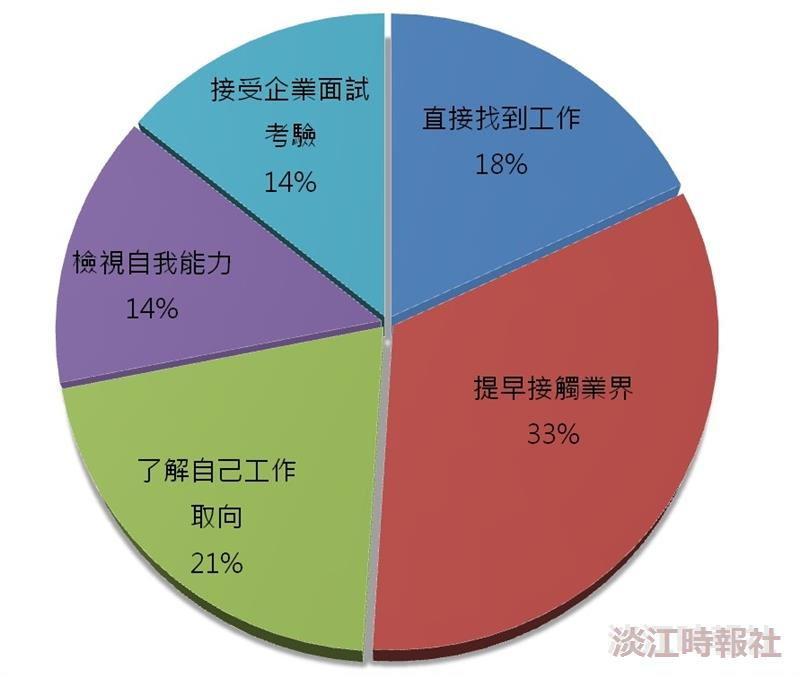 直接找到工作
18%
提早接觸業界
33%
了解自己工作
取向
21%
檢視自我能力
14%
接受企業面試
考驗
14%
淡江時報社